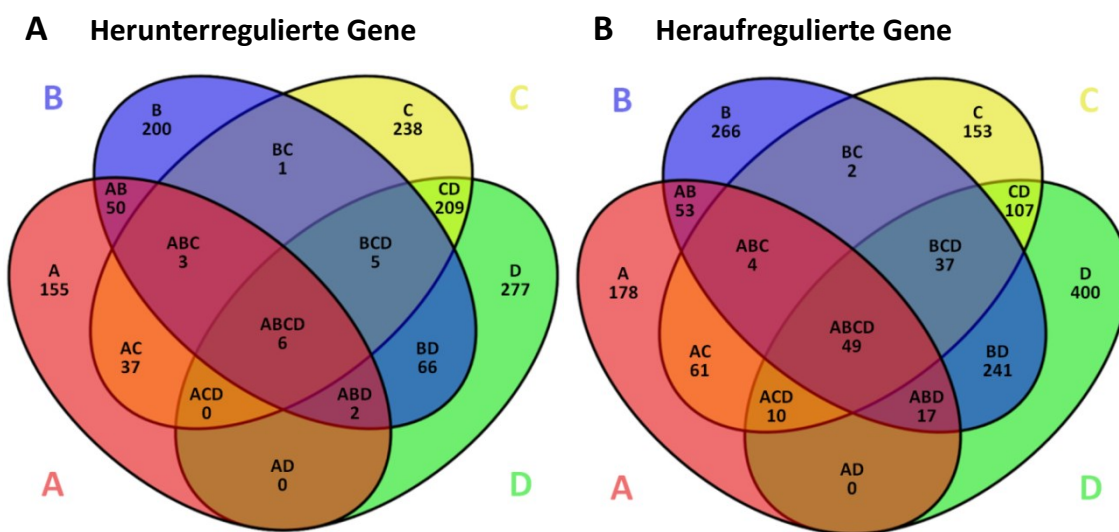 A Herunterregulierte Gene
B
C
B
200
C
238
BC
1
AB
50
CD
209
ABC
3
BCD
5
A
155
D
277
ABCD
6
AC
37
BD
66
ACD
0
ABD
2
AD
0
A
D
B Heraufregulierte Gene
B
C
B
266
C
153
BC
2
AB
53
CD
107
ABC
4
BCD
37
A
178
D
400
ABCD
49
AC
61
BD
241
ACD
10
ABD
17
AD
0
A
D